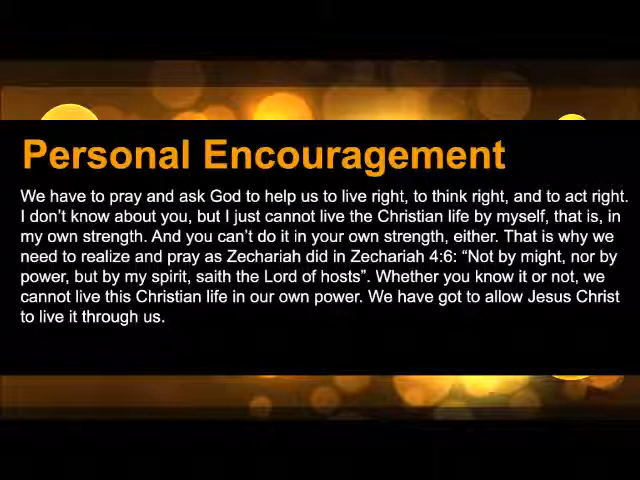 Personal Encouragement
We have to pray and ask God to help us to live right, to think right, and to act right.
I don’t know about you, but I just cannot live the Christian life by myself, that is, in
my own strength. And you can’t do it in your own strength, either. That is why we
need to realize and pray as Zechariah did in Zechariah 4:6: “Not by might, nor by
power, but by my spirit, saith the Lord of hosts”. Whether you know it or not, we
cannot live this Christian life in our own power. We have got to allow Jesus Christ
to live it through us.